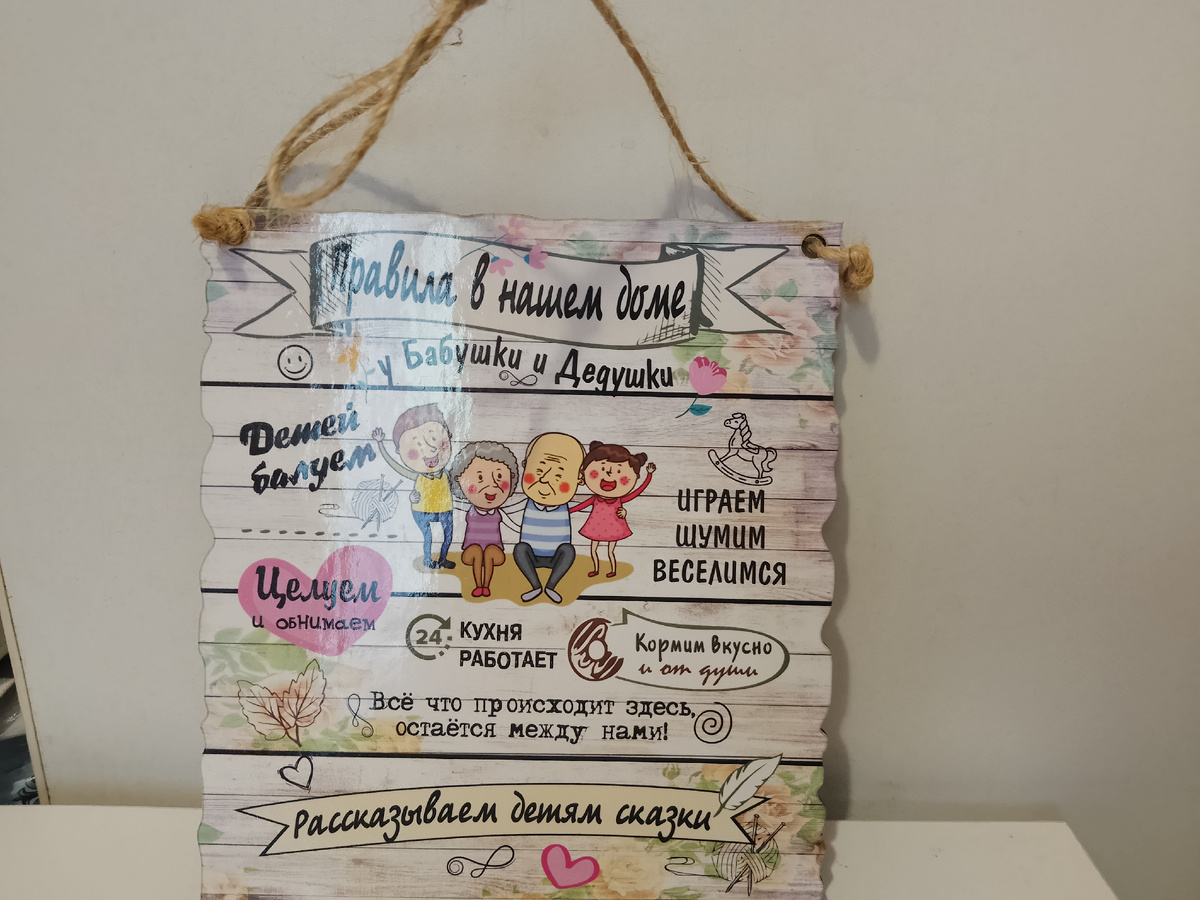 Правила в нашем доме
у Бабушки и Дедушки
Детей
балуем
ИГРАЕМ
ШУМИМ
ВЕСЕЛИМСЯ
Целуем
и обнимаем
24
КУХНЯ
РАБОТАЕТ
Кормим вкусно
и от души
Всё что происходит здесь,
остаётся между нами!
Рассказываем детям сказки